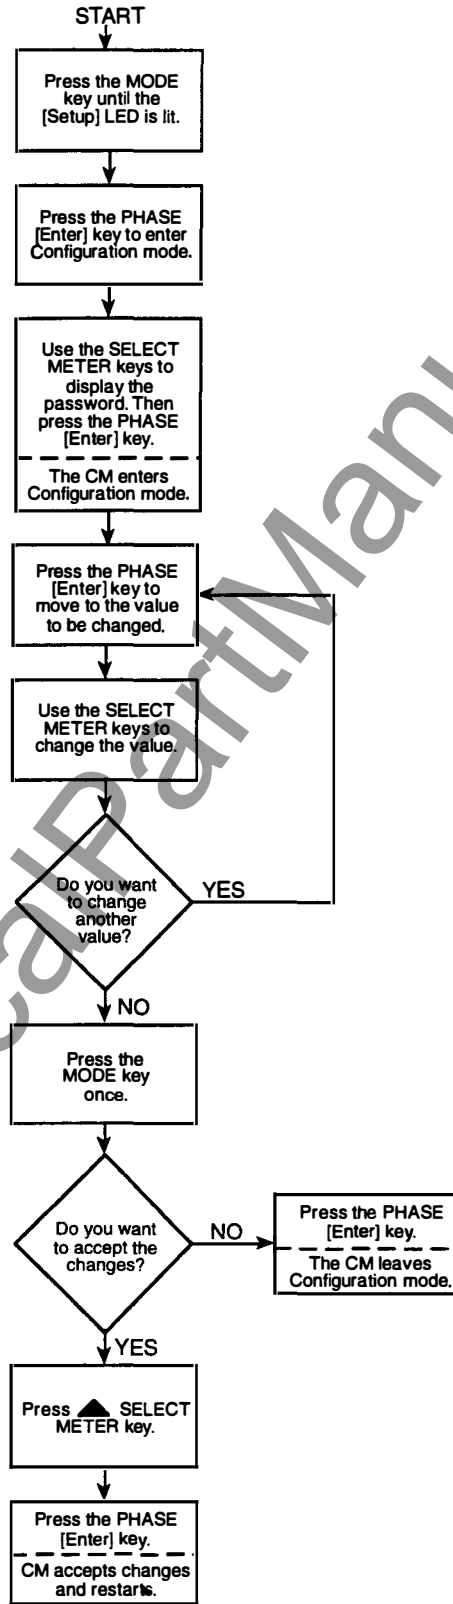 START
Press the MODE
key until the
[Setup] LED is lit.
Press the PHASE
[Enter] key to enter
Configuration mode.
Use the SELECT
METER keys to
display the
password. Then
press the PHASE
[Enter] key.
The CM enters
Configuration mode.
Press the PHASE
[Enter] key to
move to the value
to be changed.
Use the SELECT
METER keys to
change the value.
Do you want
to change
another
value?
YES
NO
Press the
MODE key
once.
Do you want
to accept the
changes?
NO
Press the PHASE
[Enter] key.
The CM leaves
Configuration mode.
YES
Press ▲ SELECT
METER key.
Press the PHASE
[Enter] key.
CM accepts changes
and restarts.
calPartManu